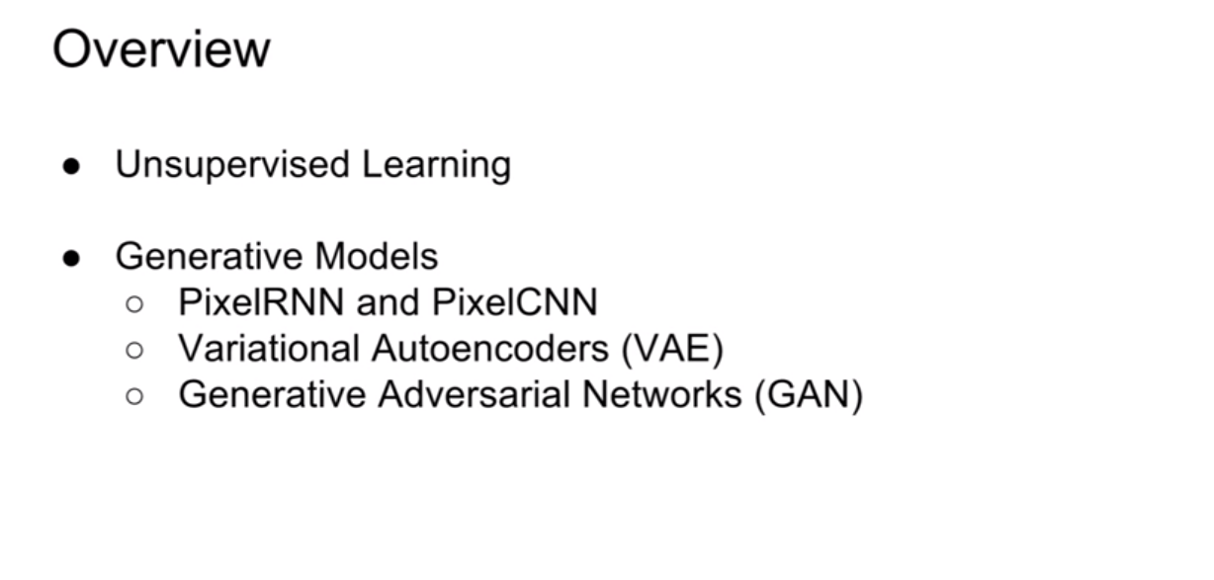 Overview
● Unsupervised Learning
● Generative Models
○ PixelRNN and PixelCNN
○ Variational Autoencoders (VAE)
○ Generative Adversarial Networks (GAN)